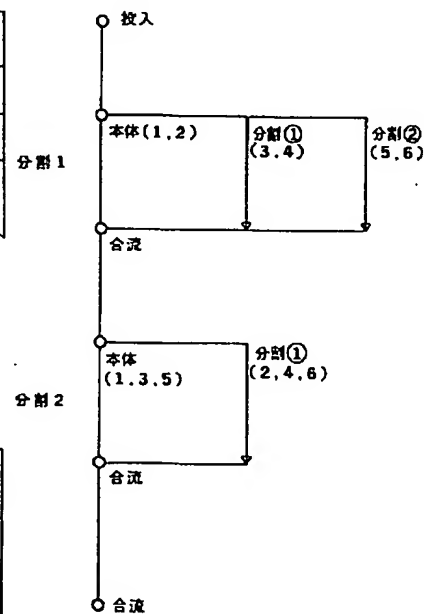 投入
本体(1,2)
分割①
(3.4)
分割②
(5,6)
分割1
合流
本体
(1.3.5)
分割①
(2,4,6)
分割2
合流
合流